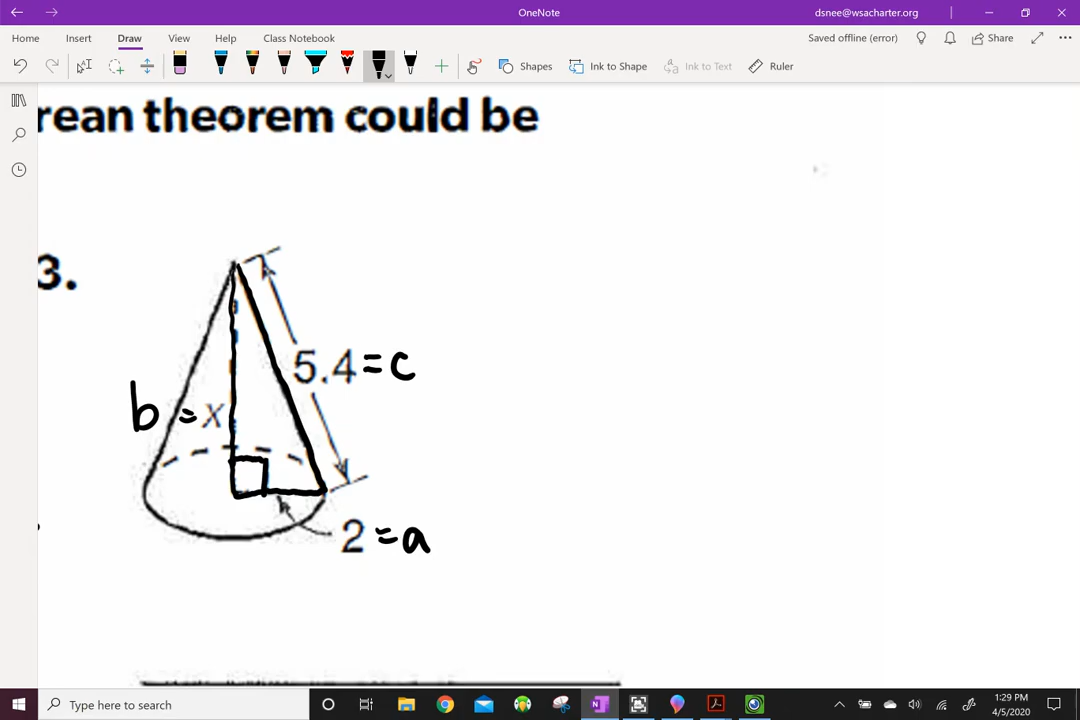 OneNote
dsnee@wsacharter.org
Home Insert Draw View Help Class Notebook
Saved offline (error) Share
Shapes Ink to Shape Ink to Text Ruler
rean theorem could be
3.
5.4 = c
b = x
2 = a
Type here to search
1:29 PM
4/5/2020